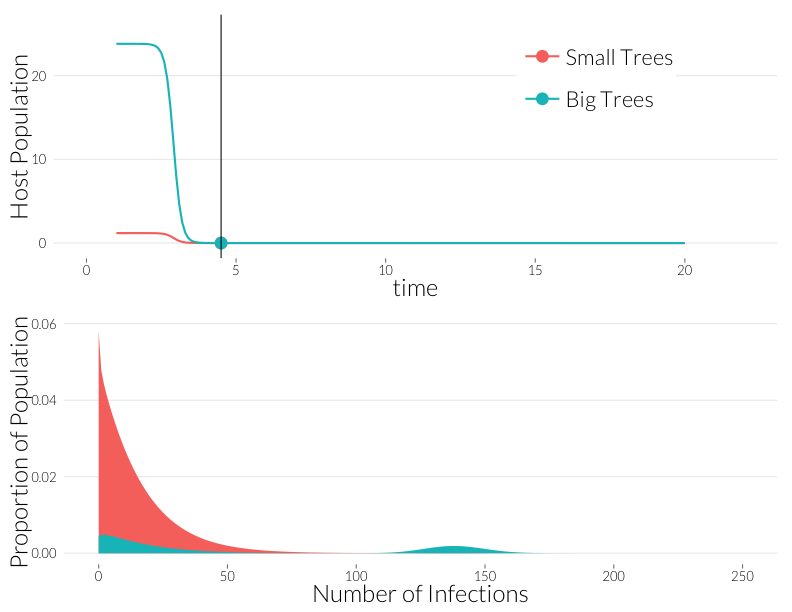 Host Population
20
10
0
Small Trees
Big Trees
0 5 10 15 20
time
Proportion of Population
0.06
0.04
0.02
0.00
0 50 100 150 200 250
Number of Infections